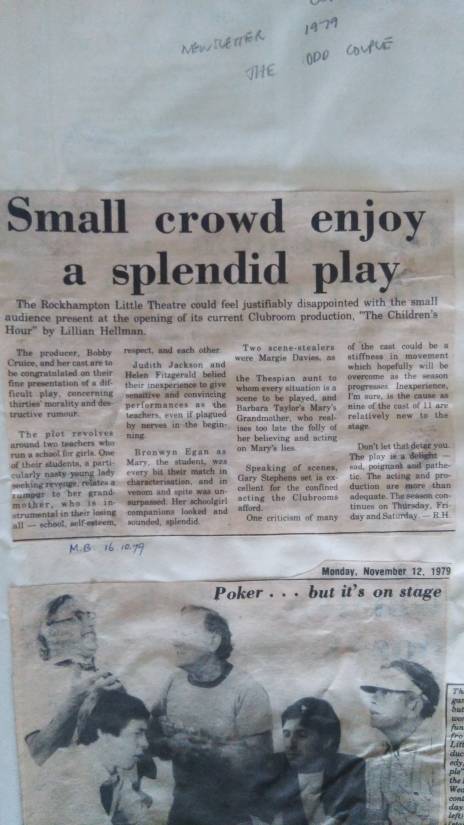 1979
NEWSLETTER
THE ODD COUPLE
Small crowd enjoy
a splendid play
The Rockhampton Little Theatre could feel justifiably disappointed with the small
audience present at the opening of its current Clubroom production, "The Children's
Hour" by Lillian Hellman.
The producer, Bobby
Cruice, and her cast are to
be congratulated on their
fine presentation of a dif-
ficult play, concerning
thirties' morality and des-
tructive rumour.
The plot revolves
around two teachers who
run a school for girls. One
of their students, a parti-
cularly nasty young lady
seeking revenge, relates a
rumour to her grand-
mother, who is in-
strumental in their losing
all — school, self-esteem,
respect, and each other.
Judith Jackson and
Helen Fitzgerald belied
their inexperience to give
sensitive and convincing
performances as the
teachers, even if plagued
by nerves in the begin-
ning.
Bronwyn Egan as
Mary, the student, was
every bit their match in
characterisation, and in
venom and spite was un-
surpassed. Her schoolgirl
companions looked and
sounded, splendid.
Two scene-stealers
were Margie Davies, as
the Thespian aunt to
whom every situation is a
scene to be played, and
Barbara Taylor's Mary's
Grandmother, who real-
ises too late the folly of
her believing and acting
on Mary's lies.
Speaking of scenes,
Gary Stephens set is ex-
cellent for the confined
acting the Clubrooms
afford.
One criticism of many
of the cast could be a
stiffness in movement
which hopefully will be
overcome as the season
progresses. Inexperience,
I'm sure, is the cause as
nine of the cast of 11 are
relatively new to the
stage.
Don't let that deter you.
The play is a delight —
sad, poignant and pathe-
tic. The acting and pro-
duction are more than
adequate. The season con-
tinues on Thursday, Fri-
day and Saturday. — R.H.
M.B. 16.10.79
Monday, November 12, 1979
Poker . . . but it's on stage